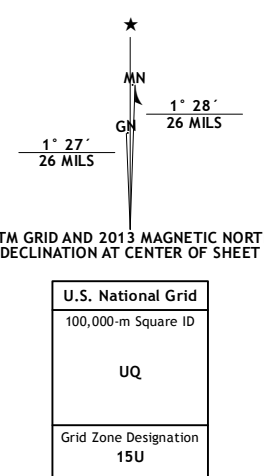 ★
MN
1° 28´
GN
26 MILS
1° 27´
26 MILS
TM GRID AND 2013 MAGNETIC NORT
DECLINATION AT CENTER OF SHEET
U.S. National Grid
100,000-m Square ID
UQ
Grid Zone Designation
15U